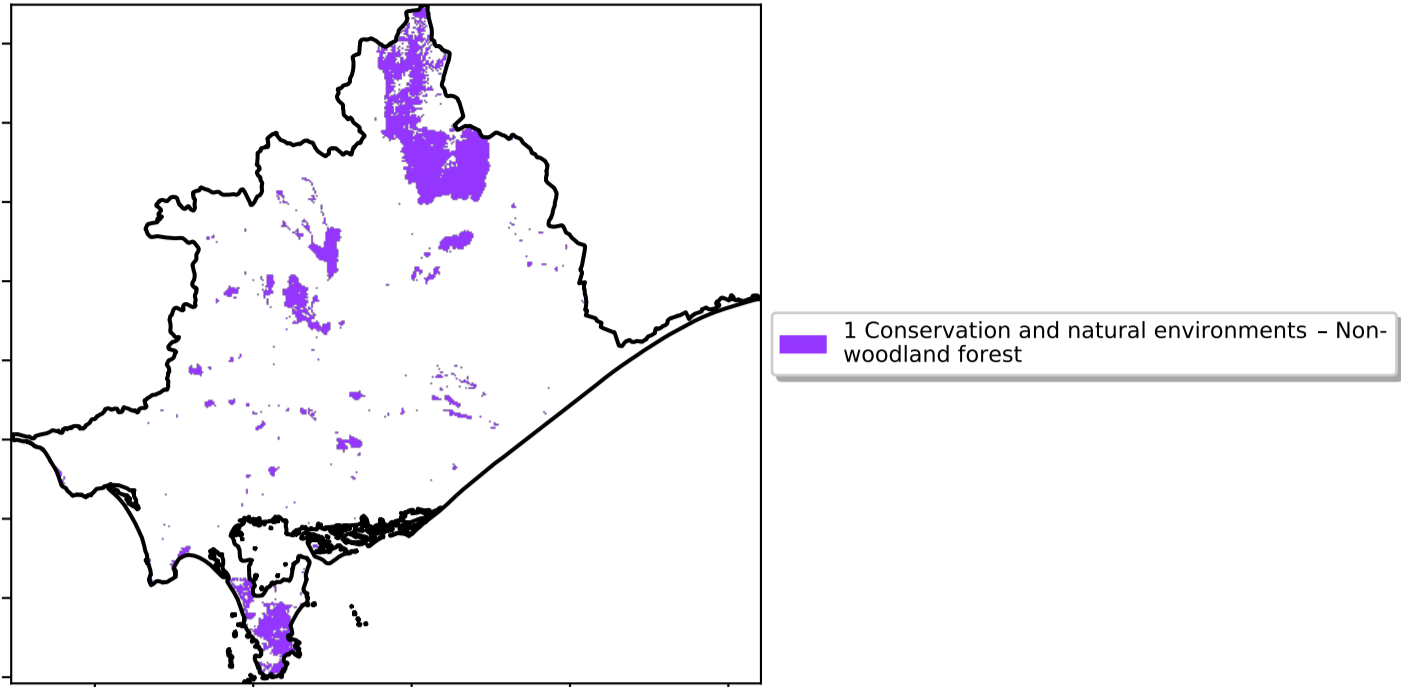 1 Conservation and natural environments – Non-
woodland forest